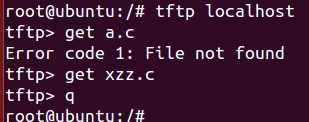 root@ubuntu:/# tftp localhost
tftp> get a.c
Error code 1: File not found
tftp> get xzz.c
tftp> q
root@ubuntu:/#